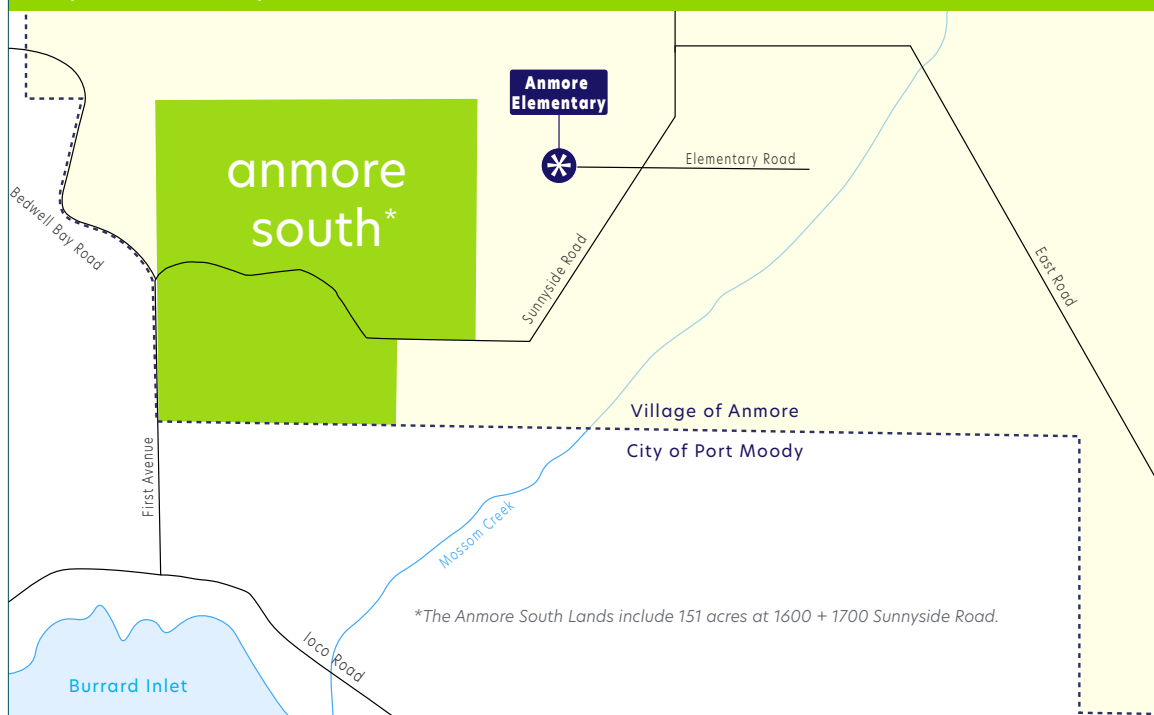 Anmore
Elementary
Elementary Road
anmore
south*
Bedwell Bay Road
Sunnyside Road
East Road
Village of Anmore
City of Port Moody
First Avenue
Mossom Creek
*The Anmore South Lands include 151 acres at 1600 + 1700 Sunnyside Road.
Ioco Road
Burrard Inlet